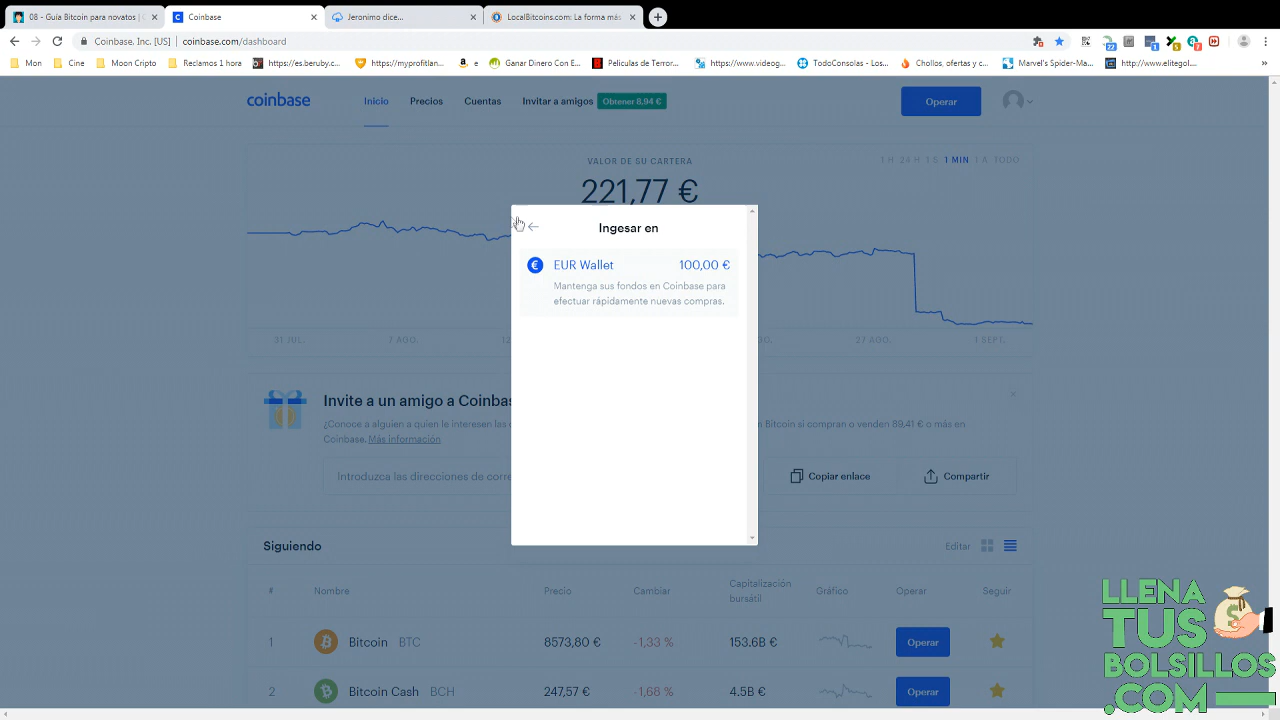 08 - Guía Bitcoin para novatos |
Coinbase
Jeronimo dice...
LocalBitcoins.com: La forma más
Coinbase, Inc. [US] | coinbase.com/dashboard
Mon
Cine
Moon Cripto
Reclamos 1 hora
https://es.beruby.c...
https://myprofitlan...
e
Ganar Dinero Con E...
Peliculas de Terror...
https://www.videog...
TodoConsolas - Los...
Chollos, ofertas y c...
Marvel's Spider-Ma...
http://www.elitegol...
coinbase
Inicio
Precios
Cuentas
Invitar a amigos
Obtener 8,94 €
Operar
VALOR DE SU CARTERA
1 MIN
TODO
221,77 €
Ingesar en
EUR Wallet 100,00 €
Mantenga sus fondos en Coinbase para
efectuar rápidamente nuevas compras.
31 JUL.
7 AGO.
27 AGO.
1 SEPT.
Invite a un amigo a Coinbas
¿Conoce a alguien a quien le interesen las
n Bitcoin si compran o venden 89,41 € o más en
Coinbase. Más información
Introduzca las direcciones de corre
Copiar enlace
Compartir
Siguiendo
Editar
# Nombre Precio Cambiar Capitalización
bursátil Gráfico Operar Seguir
1 Bitcoin BTC 8573,80 € -1,33 % 153.6B € Operar
2 Bitcoin Cash BCH 247,57 € -1,68 % 4.5B € Operar
LLENA
TUS
BOLSILLOS
.COM